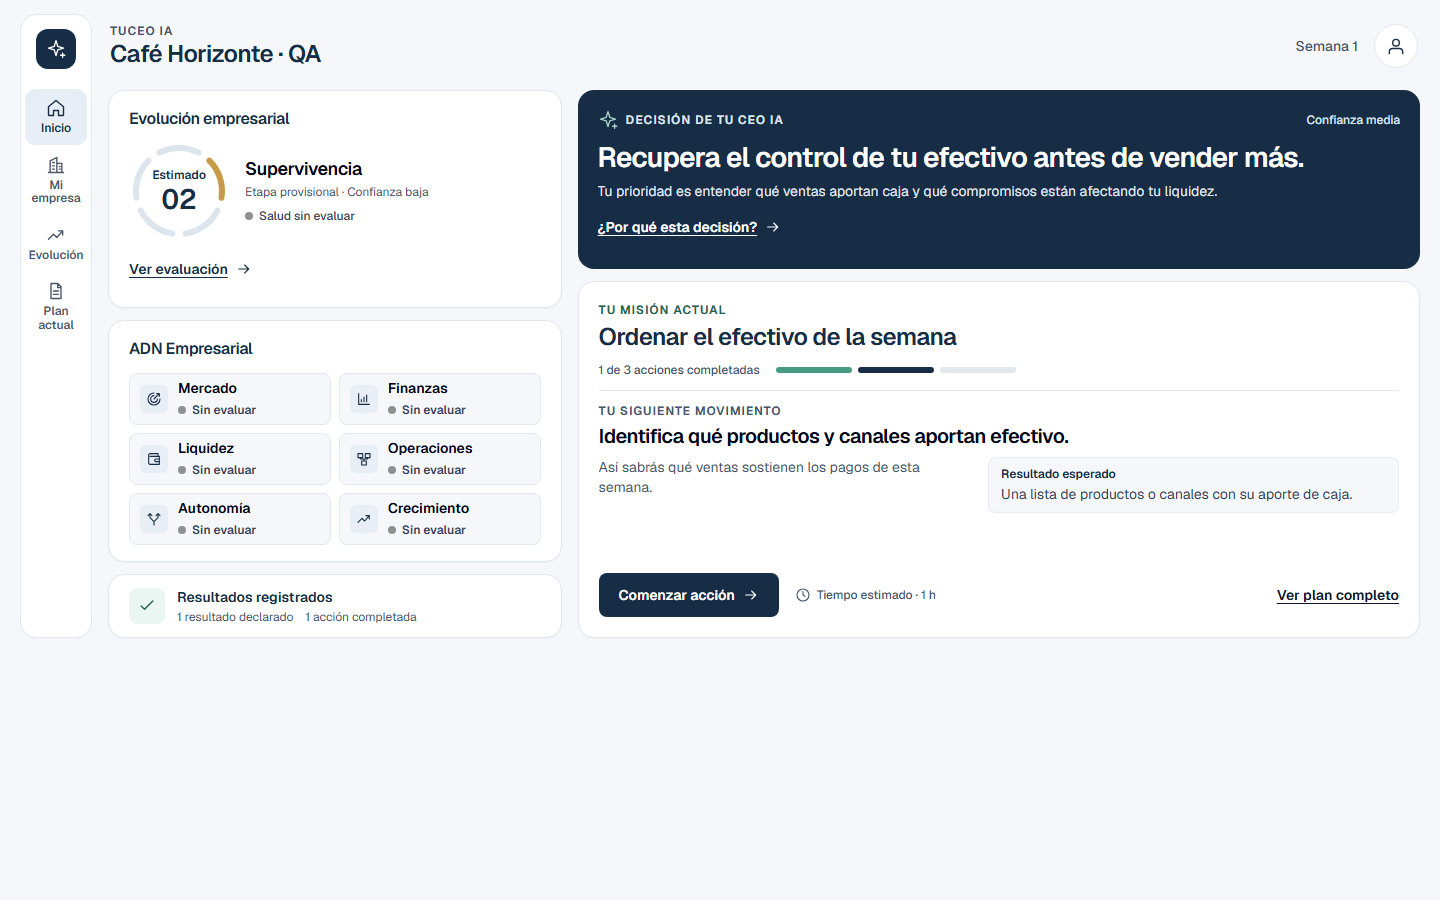 TUCEO IA
Café Horizonte · QA
Semana 1
Inicio
Mi
empresa
Evolución
Plan
actual
Evolución empresarial
Estimado
02
Supervivencia
Etapa provisional · Confianza baja
Salud sin evaluar
Ver evaluación
ADN Empresarial
Mercado
Sin evaluar
Finanzas
Sin evaluar
Liquidez
Sin evaluar
Operaciones
Sin evaluar
Autonomía
Sin evaluar
Crecimiento
Sin evaluar
Resultados registrados
1 resultado declarado 1 acción completada
DECISIÓN DE TU CEO IA
Confianza media
Recupera el control de tu efectivo antes de vender más.
Tu prioridad es entender qué ventas aportan caja y qué compromisos están afectando tu liquidez.
¿Por qué esta decisión?
TU MISIÓN ACTUAL
Ordenar el efectivo de la semana
1 de 3 acciones completadas
TU SIGUIENTE MOVIMIENTO
Identifica qué productos y canales aportan efectivo.
Así sabrás qué ventas sostienen los pagos de esta
semana.
Resultado esperado
Una lista de productos o canales con su aporte de caja.
Comenzar acción
Tiempo estimado · 1 h
Ver plan completo